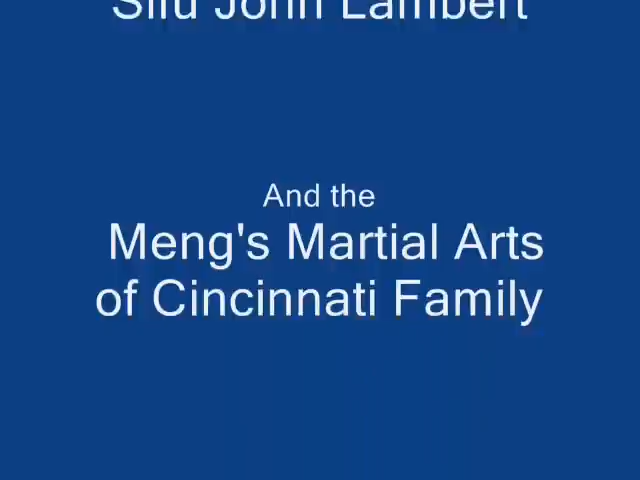 Sifu John Lambert
And the
Meng's Martial Arts
of Cincinnati Family